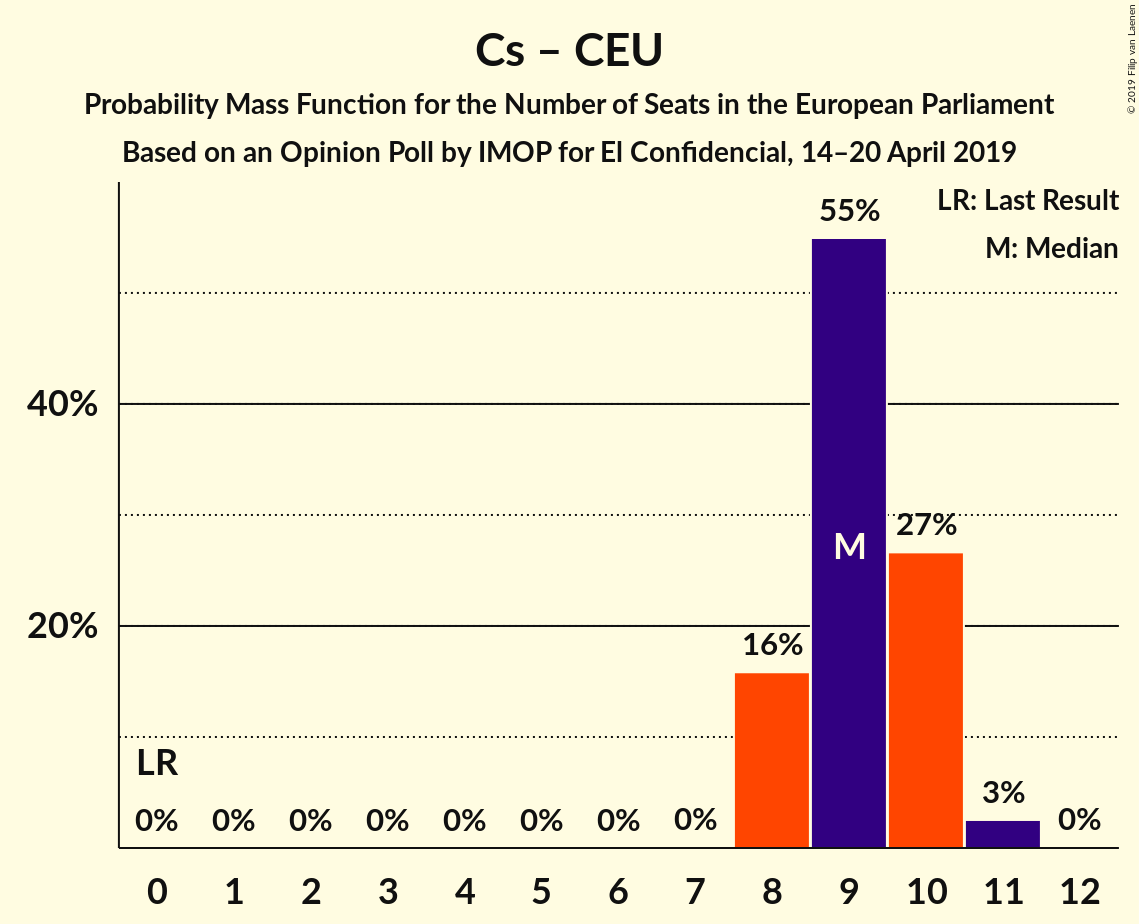 Cs – CEU
Probability Mass Function for the Number of Seats in the European Parliament
Based on an Opinion Poll by IMOP for El Confidencial, 14–20 April 2019
© 2019 Filip van Laenen
LR: Last Result
M: Median
55%
40%
27%
M
20%
16%
LR
3%
0% 0% 0% 0% 0% 0% 0% 0% 0%
0 1 2 3 4 5 6 7 8 9 10 11 12